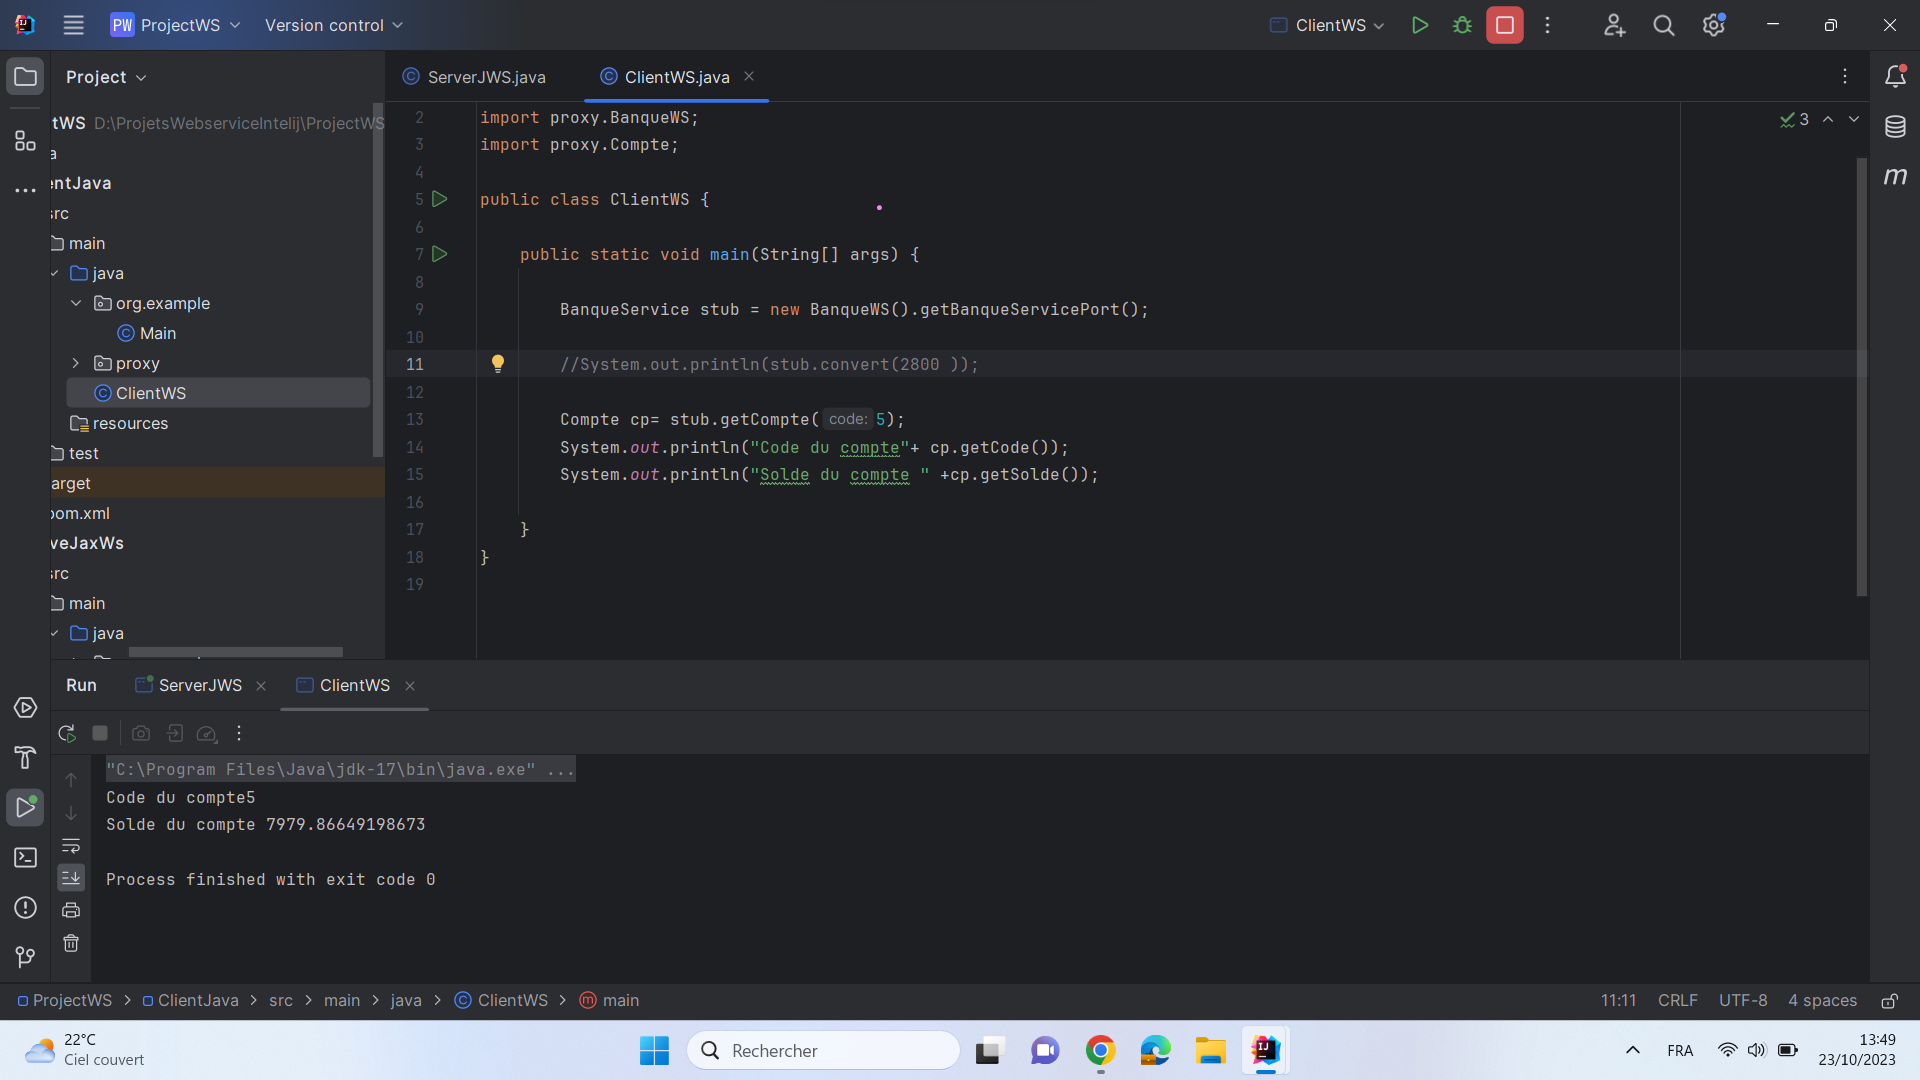 PW ProjectWS Version control ClientWS
Project
ServerJWS.java ClientWS.java
tWS D:\ProjetsWebserviceIntelij\ProjectWS
a
entJava
src
main
java
org.example
Main
proxy
ClientWS
resources
test
arget
pom.xml
veJaxWs
src
main
java
3
2 import proxy.BanqueWS;
3 import proxy.Compte;
4
5 public class ClientWS {
6
7 public static void main(String[] args) {
8
9 BanqueService stub = new BanqueWS().getBanqueServicePort();
10
11 //System.out.println(stub.convert(2800 ));
12
13 Compte cp= stub.getCompte( code: 5);
14 System.out.println("Code du compte"+ cp.getCode());
15 System.out.println("Solde du compte " +cp.getSolde());
16
17 }
18 }
19
m
Run ServerJWS ClientWS
"C:\Program Files\Java\jdk-17\bin\java.exe" ...
Code du compte5
Solde du compte 7979.86649198673
Process finished with exit code 0
ProjectWS > ClientJava > src > main > java > ClientWS > main
11:11 CRLF UTF-8 4 spaces
22°C
Ciel couvert
Rechercher
FRA
13:49
23/10/2023